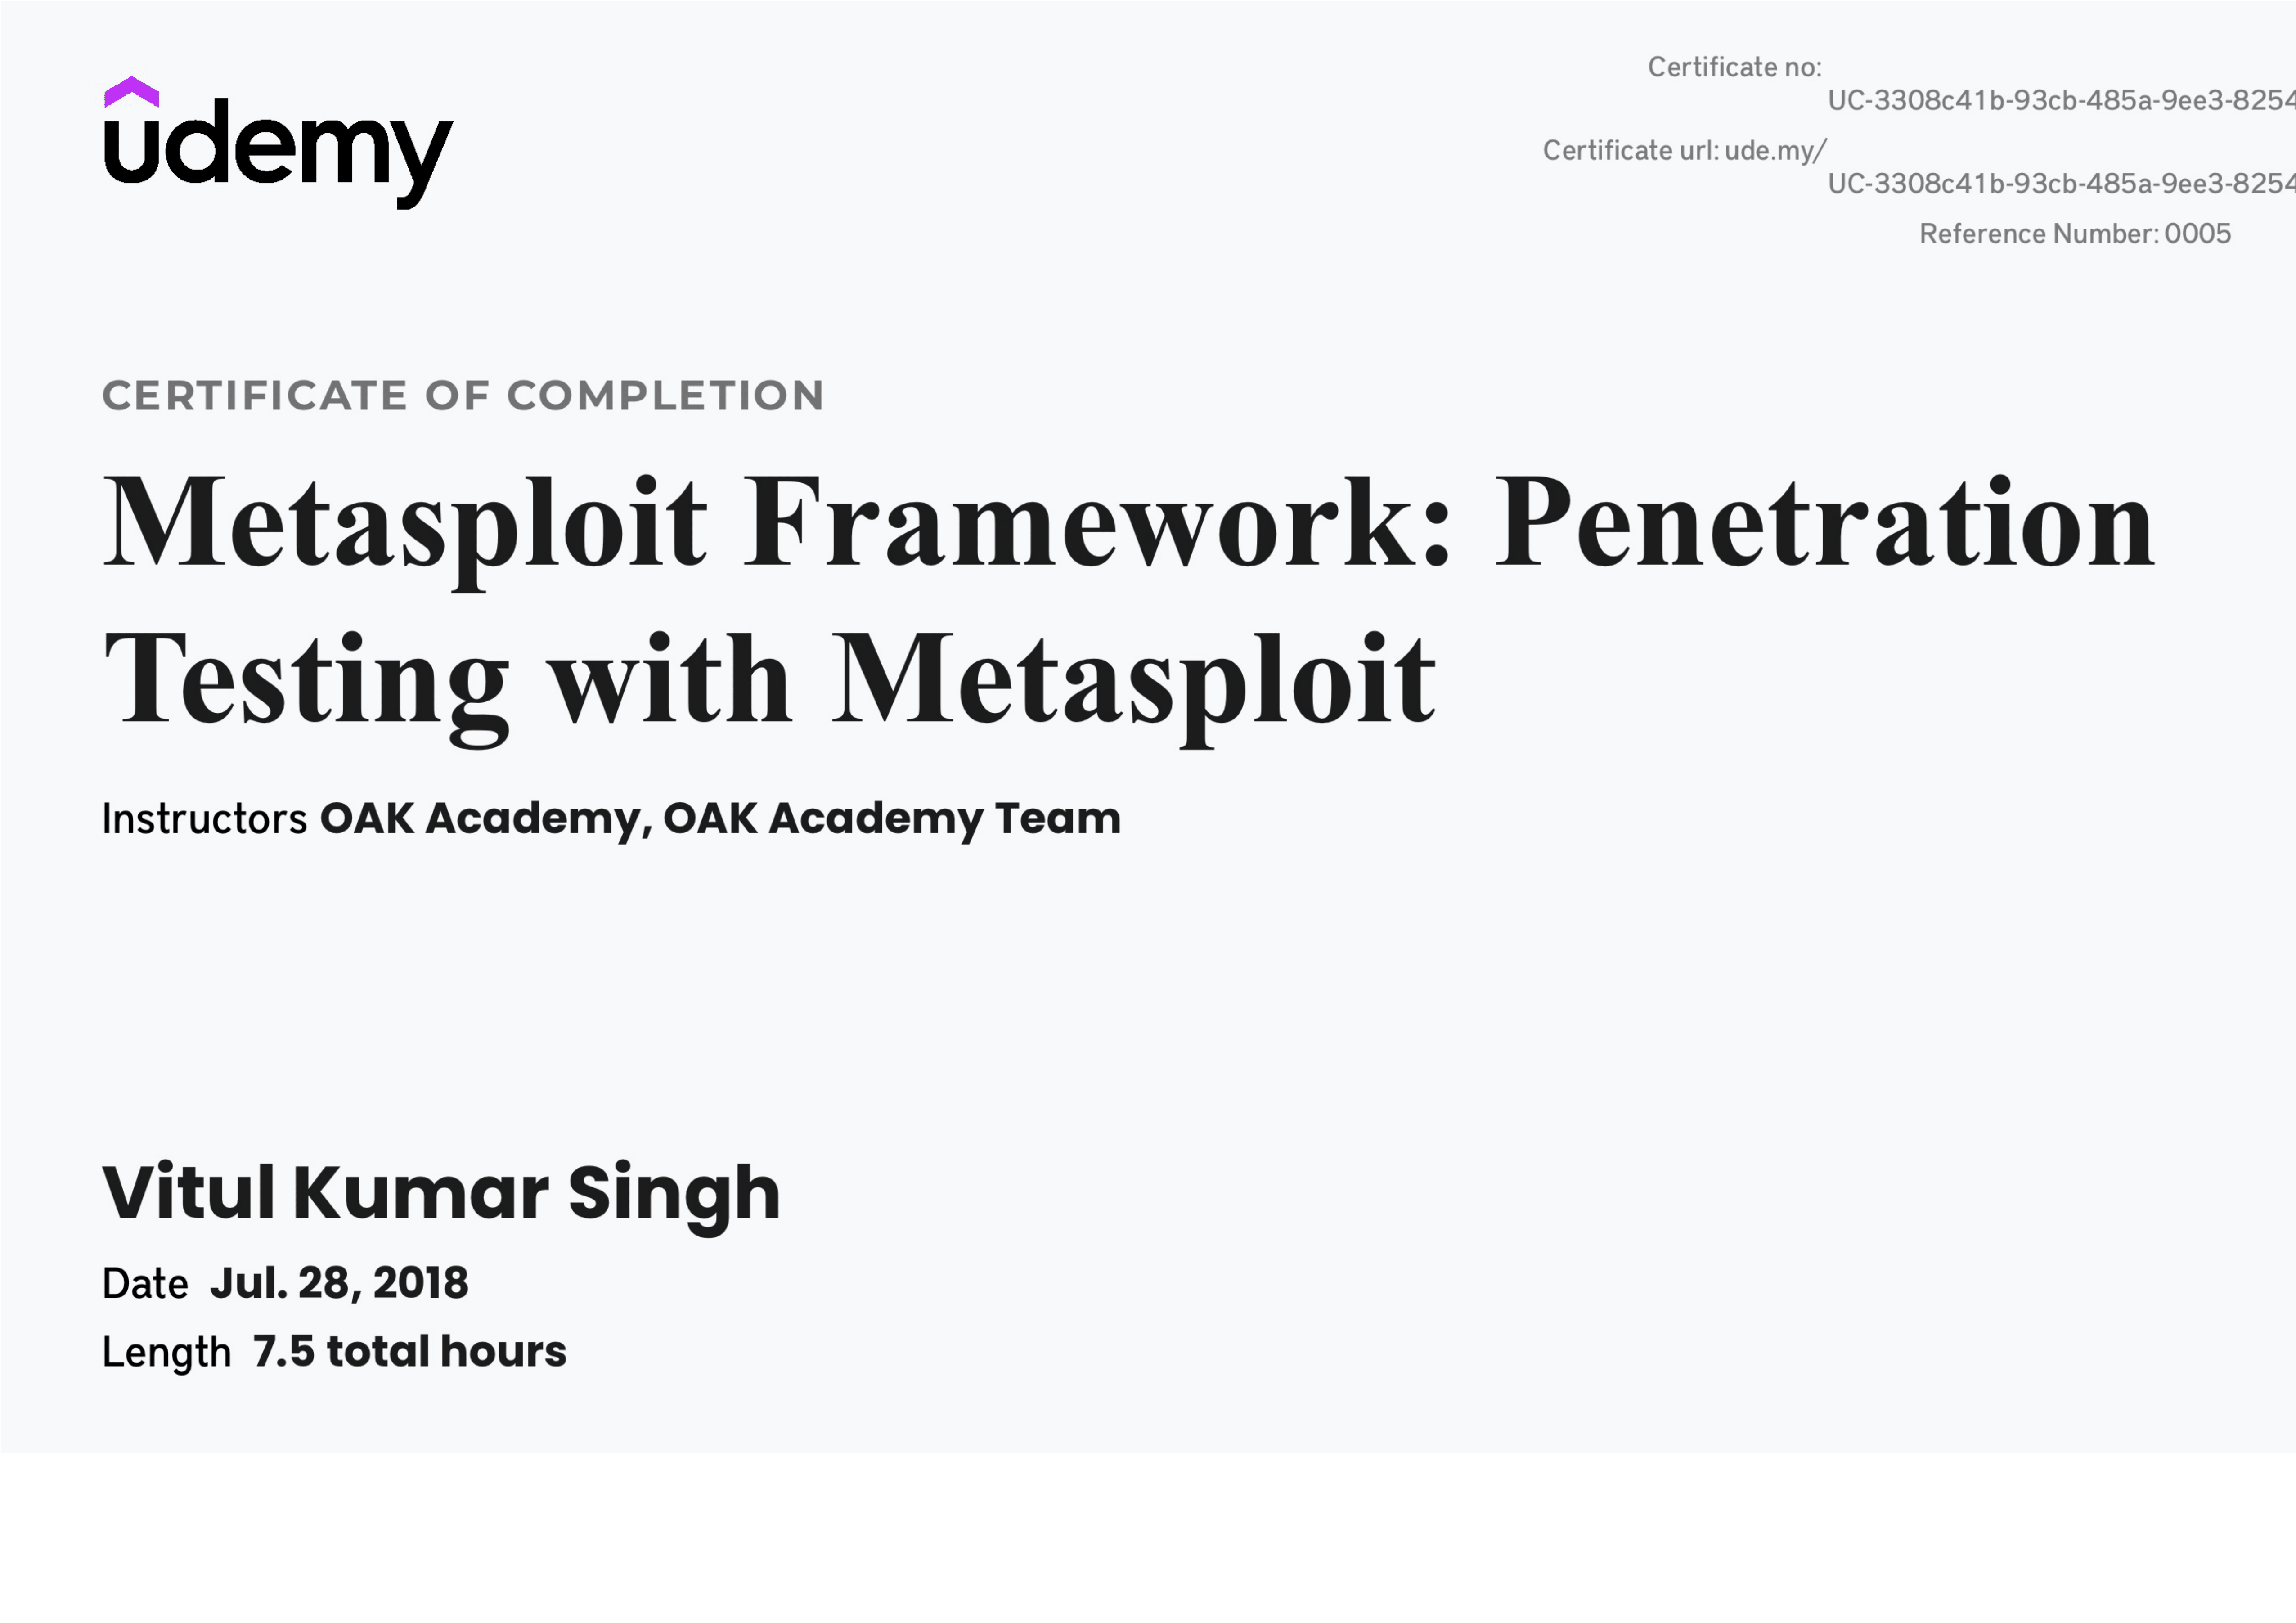 udemy
Certificate no:
UC-3308c41b-93cb-485a-9ee3-8254
Certificate url: ude.my/
UC-3308c41b-93cb-485a-9ee3-8254
Reference Number: 0005
CERTIFICATE OF COMPLETION
Metasploit Framework: Penetration
Testing with Metasploit
Instructors OAK Academy, OAK Academy Team
Vitul Kumar Singh
Date Jul. 28, 2018
Length 7.5 total hours